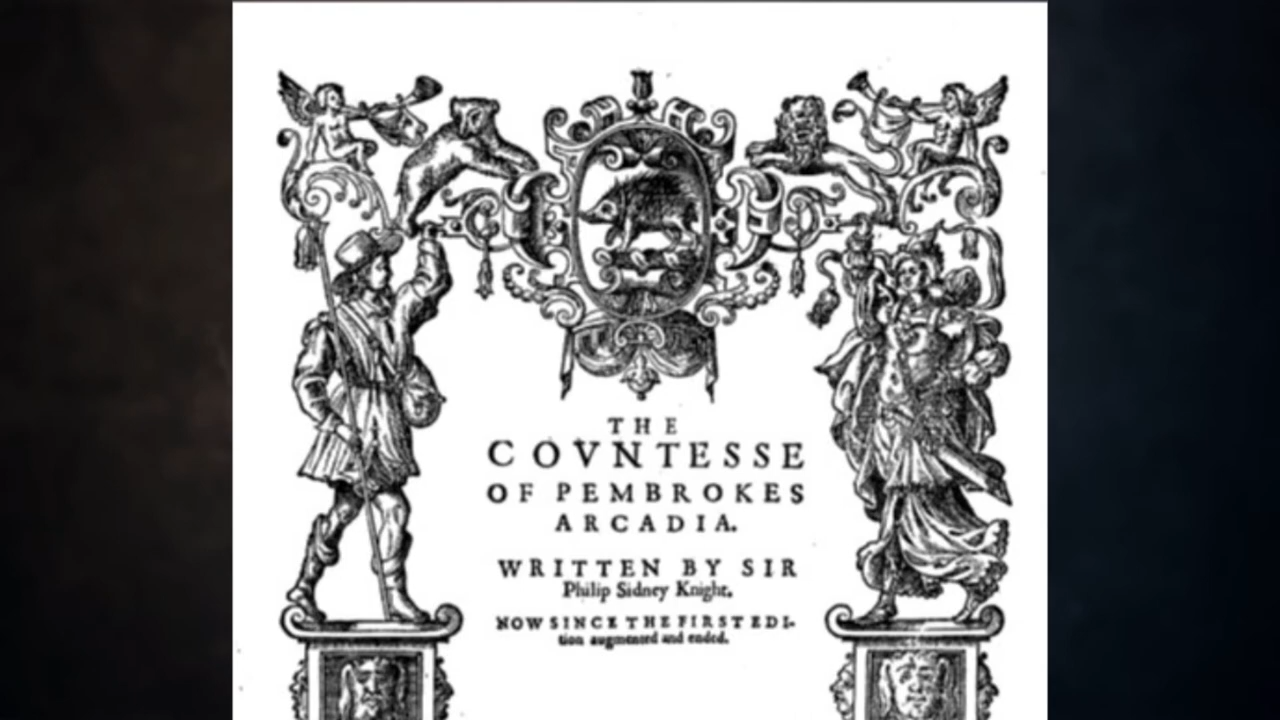 THE
COVNTESSE
OF PEMBROKES
ARCADIA.
WRITTEN BY SIR
Philip Sidney Knight.
NOW SINCE THE FIRST EDI-
tion augmented and ended.